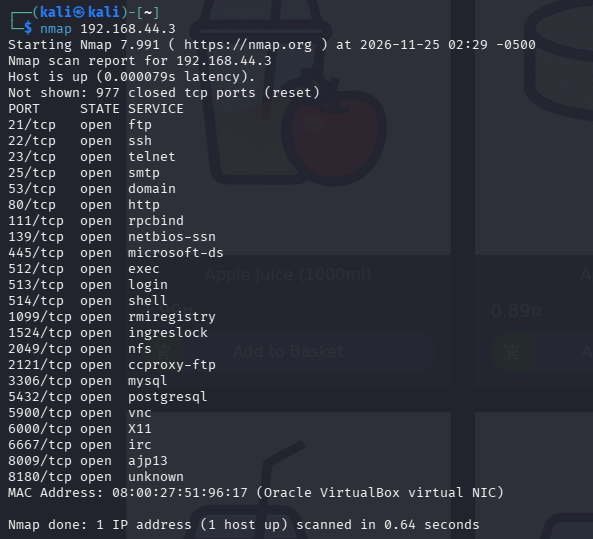 ┌──(kali㉿kali)-[~]
└─$ nmap 192.168.44.3
Starting Nmap 7.991 ( https://nmap.org ) at 2026-11-25 02:29 -0500
Nmap scan report for 192.168.44.3
Host is up (0.000079s latency).
Not shown: 977 closed tcp ports (reset)
PORT     STATE SERVICE
21/tcp   open  ftp
22/tcp   open  ssh
23/tcp   open  telnet
25/tcp   open  smtp
53/tcp   open  domain
80/tcp   open  http
111/tcp  open  rpcbind
139/tcp  open  netbios-ssn
445/tcp  open  microsoft-ds
512/tcp  open  exec
Apple Juice (1000ml)
513/tcp  open  login
514/tcp  open  shell
1099/tcp open  rmiregistry
0.89¤
1524/tcp open  ingreslock
2049/tcp open  nfs
Add to Basket
2121/tcp open  ccproxy-ftp
3306/tcp open  mysql
5432/tcp open  postgresql
5900/tcp open  vnc
6000/tcp open  X11
6667/tcp open  irc
8009/tcp open  ajp13
8180/tcp open  unknown
MAC Address: 08:00:27:51:96:17 (Oracle VirtualBox virtual NIC)
Nmap done: 1 IP address (1 host up) scanned in 0.64 seconds